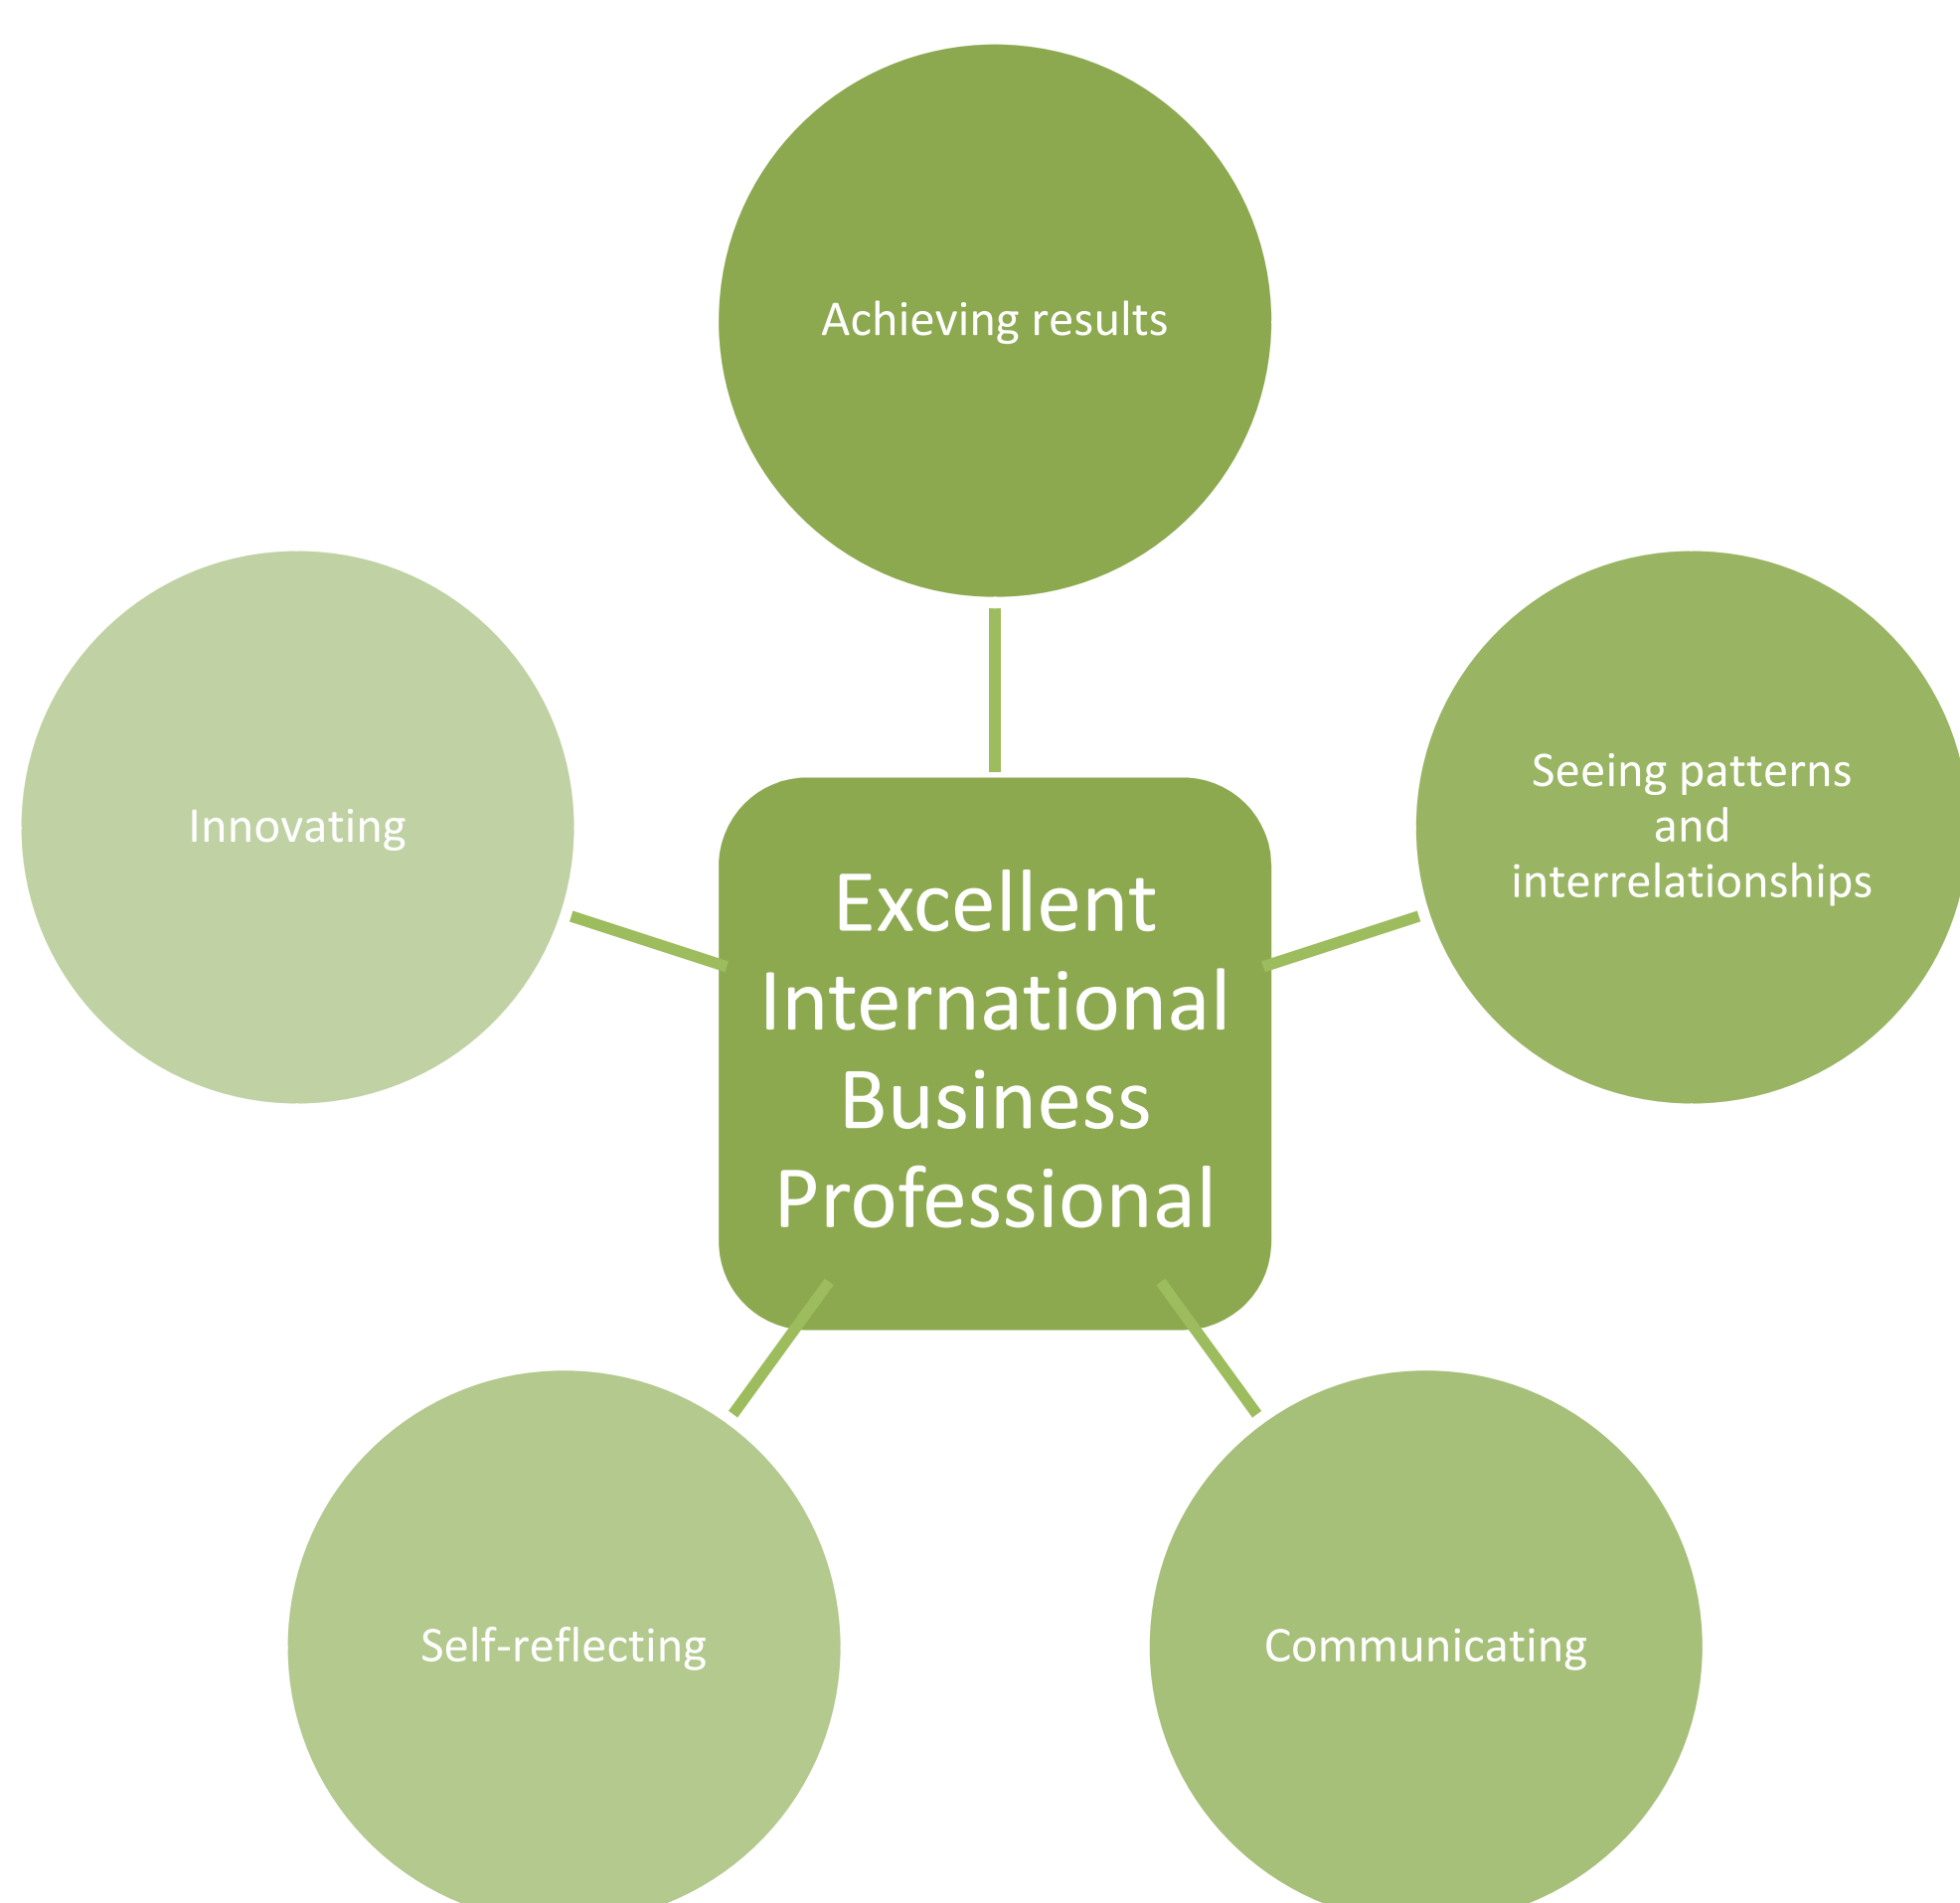 Achieving results
Seeing patterns
and
interrelationships
Innovating
Excellent
International
Business
Professional
Self-reflecting
Communicating